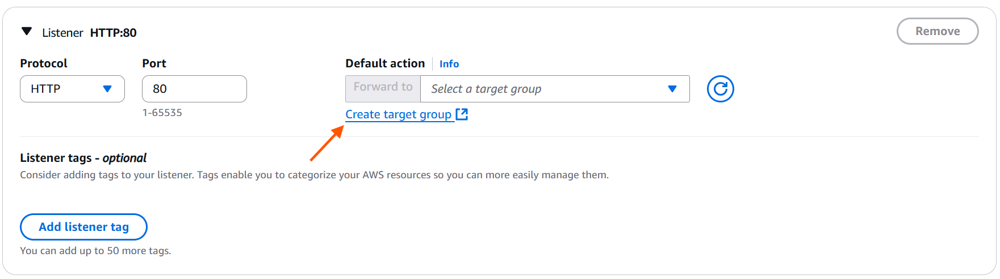 Listener HTTP:80
Remove
Protocol
Port
Default action
Info
HTTP
80
Forward to
Select a target group
1-65535
Create target group
Listener tags - optional
Consider adding tags to your listener. Tags enable you to categorize your AWS resources so you can more easily manage them.
Add listener tag
You can add up to 50 more tags.